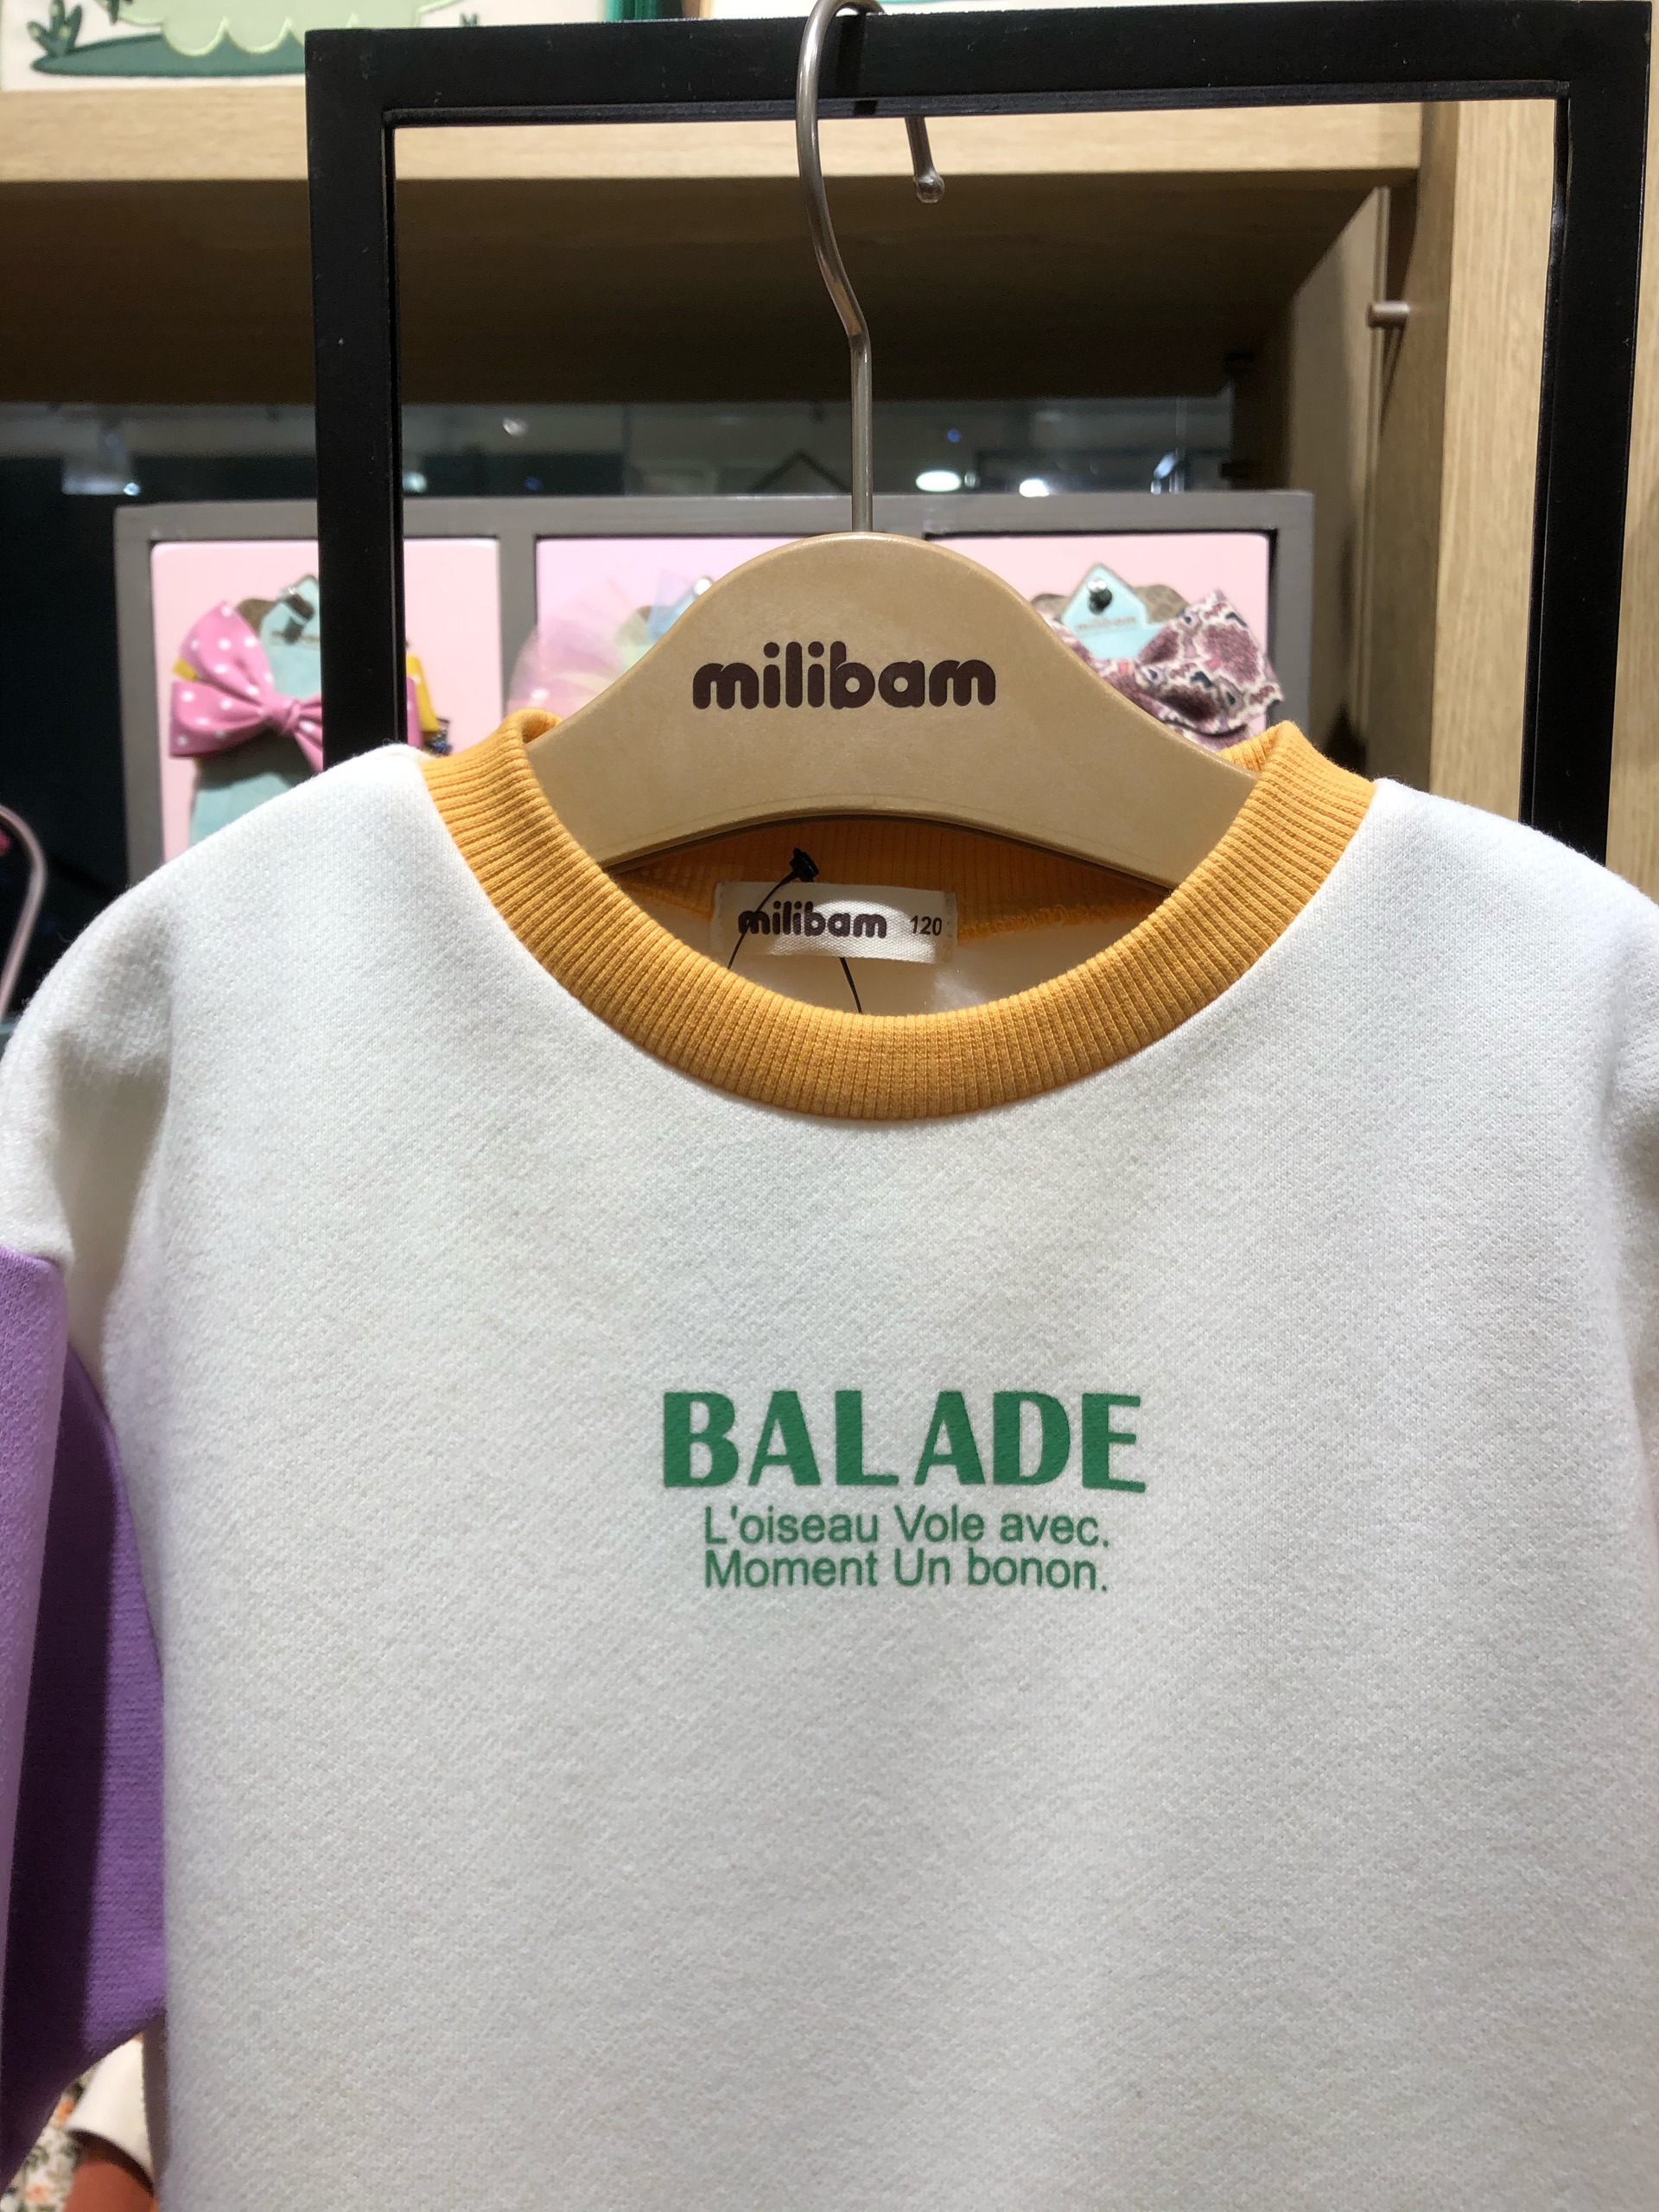 milibam
milibam 120
BALADE
L'oiseau Vole avec.
Moment Un bonon.